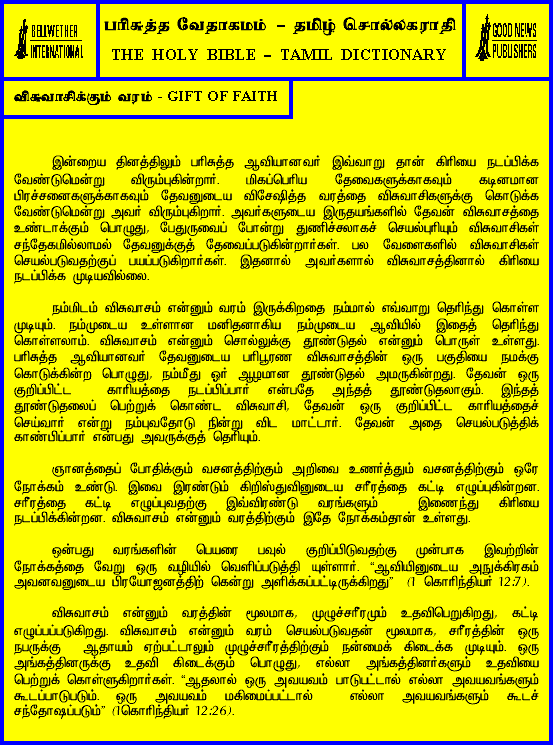 BELLWETHER
INTERNATIONAL
பரிசுத்த வேதாகமம் – தமிழ் சொல்லகராதி
THE HOLY BIBLE – TAMIL DICTIONARY
GOOD NEWS
PUBLISHERS
விசுவாசிக்கும் வரம் - GIFT OF FAITH
இன்றைய தினத்திலும் பரிசுத்த ஆவியானவர் இவ்வாறு தான் கிரியை நடப்பிக்க
வேண்டுமென்று விரும்புகின்றார். மிகப்பெரிய தேவைகளுக்காகவும் கடினமான
பிரச்சனைகளுக்காகவும் தேவனுடைய விசேஷித்த வரத்தை விசுவாசிகளுக்கு கொடுக்க
வேண்டுமென்று அவர் விரும்புகிறார். அவர்களுடைய இருதயங்களில் தேவன் விசுவாசத்தை
உண்டாக்கும் பொழுது, பேதுருவைப் போன்று துணிச்சலாகச் செயல்புரியும் விசுவாசிகள்
சந்தேகமில்லாமல் தேவனுக்குத் தேவைப்படுகின்றார்கள். பல வேளைகளில் விசுவாசிகள்
செயல்படுவதற்குப் பயப்படுகிறார்கள். இதனால் அவர்களால் விசுவாசத்தினால் கிரியை
நடப்பிக்க முடியவில்லை.
நம்மிடம் விசுவாசம் என்னும் வரம் இருக்கிறதை நம்மால் எவ்வாறு தெரிந்து கொள்ள
முடியும். நம்முடைய உள்ளான மனிதனாகிய நம்முடைய ஆவியில் இதைத் தெரிந்து
கொள்ளலாம். விசுவாசம் என்னும் சொல்லுக்கு தூண்டுதல் என்னும் பொருள் உள்ளது.
பரிசுத்த ஆவியானவர் தேவனுடைய பரிபூரண விசுவாசத்தின் ஒரு பகுதியை நமக்கு
கொடுக்கின்ற பொழுது, நம்மீது ஓர் ஆழமான தூண்டுதல் அமருகின்றது. தேவன் ஒரு
குறிப்பிட்ட காரியத்தை நடப்பிப்பார் என்பதே அந்தத் தூண்டுதலாகும். இந்தத்
தூண்டுதலைப் பெற்றுக் கொண்ட விசுவாசி, தேவன் ஒரு குறிப்பிட்ட காரியத்தைச்
செய்வார் என்று நம்புவதோடு நின்று விட மாட்டார். தேவன் அதை செயல்படுத்திக்
காண்பிப்பார் என்பது அவருக்குத் தெரியும்.
ஞானத்தைப் போதிக்கும் வசனத்திற்கும் அறிவை உணர்த்தும் வசனத்திற்கும் ஒரே
நோக்கம் உண்டு. இவை இரண்டும் கிறிஸ்துவினுடைய சரீரத்தை கட்டி எழுப்புகின்றன.
சரீரத்தை கட்டி எழுப்புவதற்கு இவ்விரண்டு வரங்களும் இணைந்து கிரியை
நடப்பிக்கின்றன. விசுவாசம் என்னும் வரத்திற்கும் இதே நோக்கம்தான் உள்ளது.
ஒன்பது வரங்களின் பெயரை பவுல் குறிப்பிடுவதற்கு முன்பாக இவற்றின்
நோக்கத்தை வேறு ஒரு வழியில் வெளிப்படுத்தி யுள்ளார். “ஆவியினுடைய அநுக்கிரகம்
அவனவனுடைய பிரயோஜனத்திற் கென்று அளிக்கப்பட்டிருக்கிறது” (1 கொரிந்தியர் 12:7).
விசுவாசம் என்னும் வரத்தின் மூலமாக, முழுச்சரீரமும் உதவிபெறுகிறது, கட்டி
எழுப்பப்படுகிறது. விசுவாசம் என்னும் வரம் செயல்படுவதன் மூலமாக, சரீரத்தின் ஒரு
நபருக்கு ஆதாயம் ஏற்பட்டாலும் முழுச்சரீரத்திற்கும் நன்மைக் கிடைக்க முடியும். ஒரு
அங்கத்தினருக்கு உதவி கிடைக்கும் பொழுது, எல்லா அங்கத்தினர்களும் உதவியை
பெற்றுக் கொள்ளுகிறார்கள். “ஆதலால் ஒரு அவயவம் பாடுபட்டால் எல்லா அவயவங்களும்
கூடப்பாடுபடும். ஒரு அவயவம் மகிமைப்பட்டால் எல்லா அவயவங்களும் கூடச்
சந்தோஷப்படும்” (1கொரிந்தியர் 12:26).